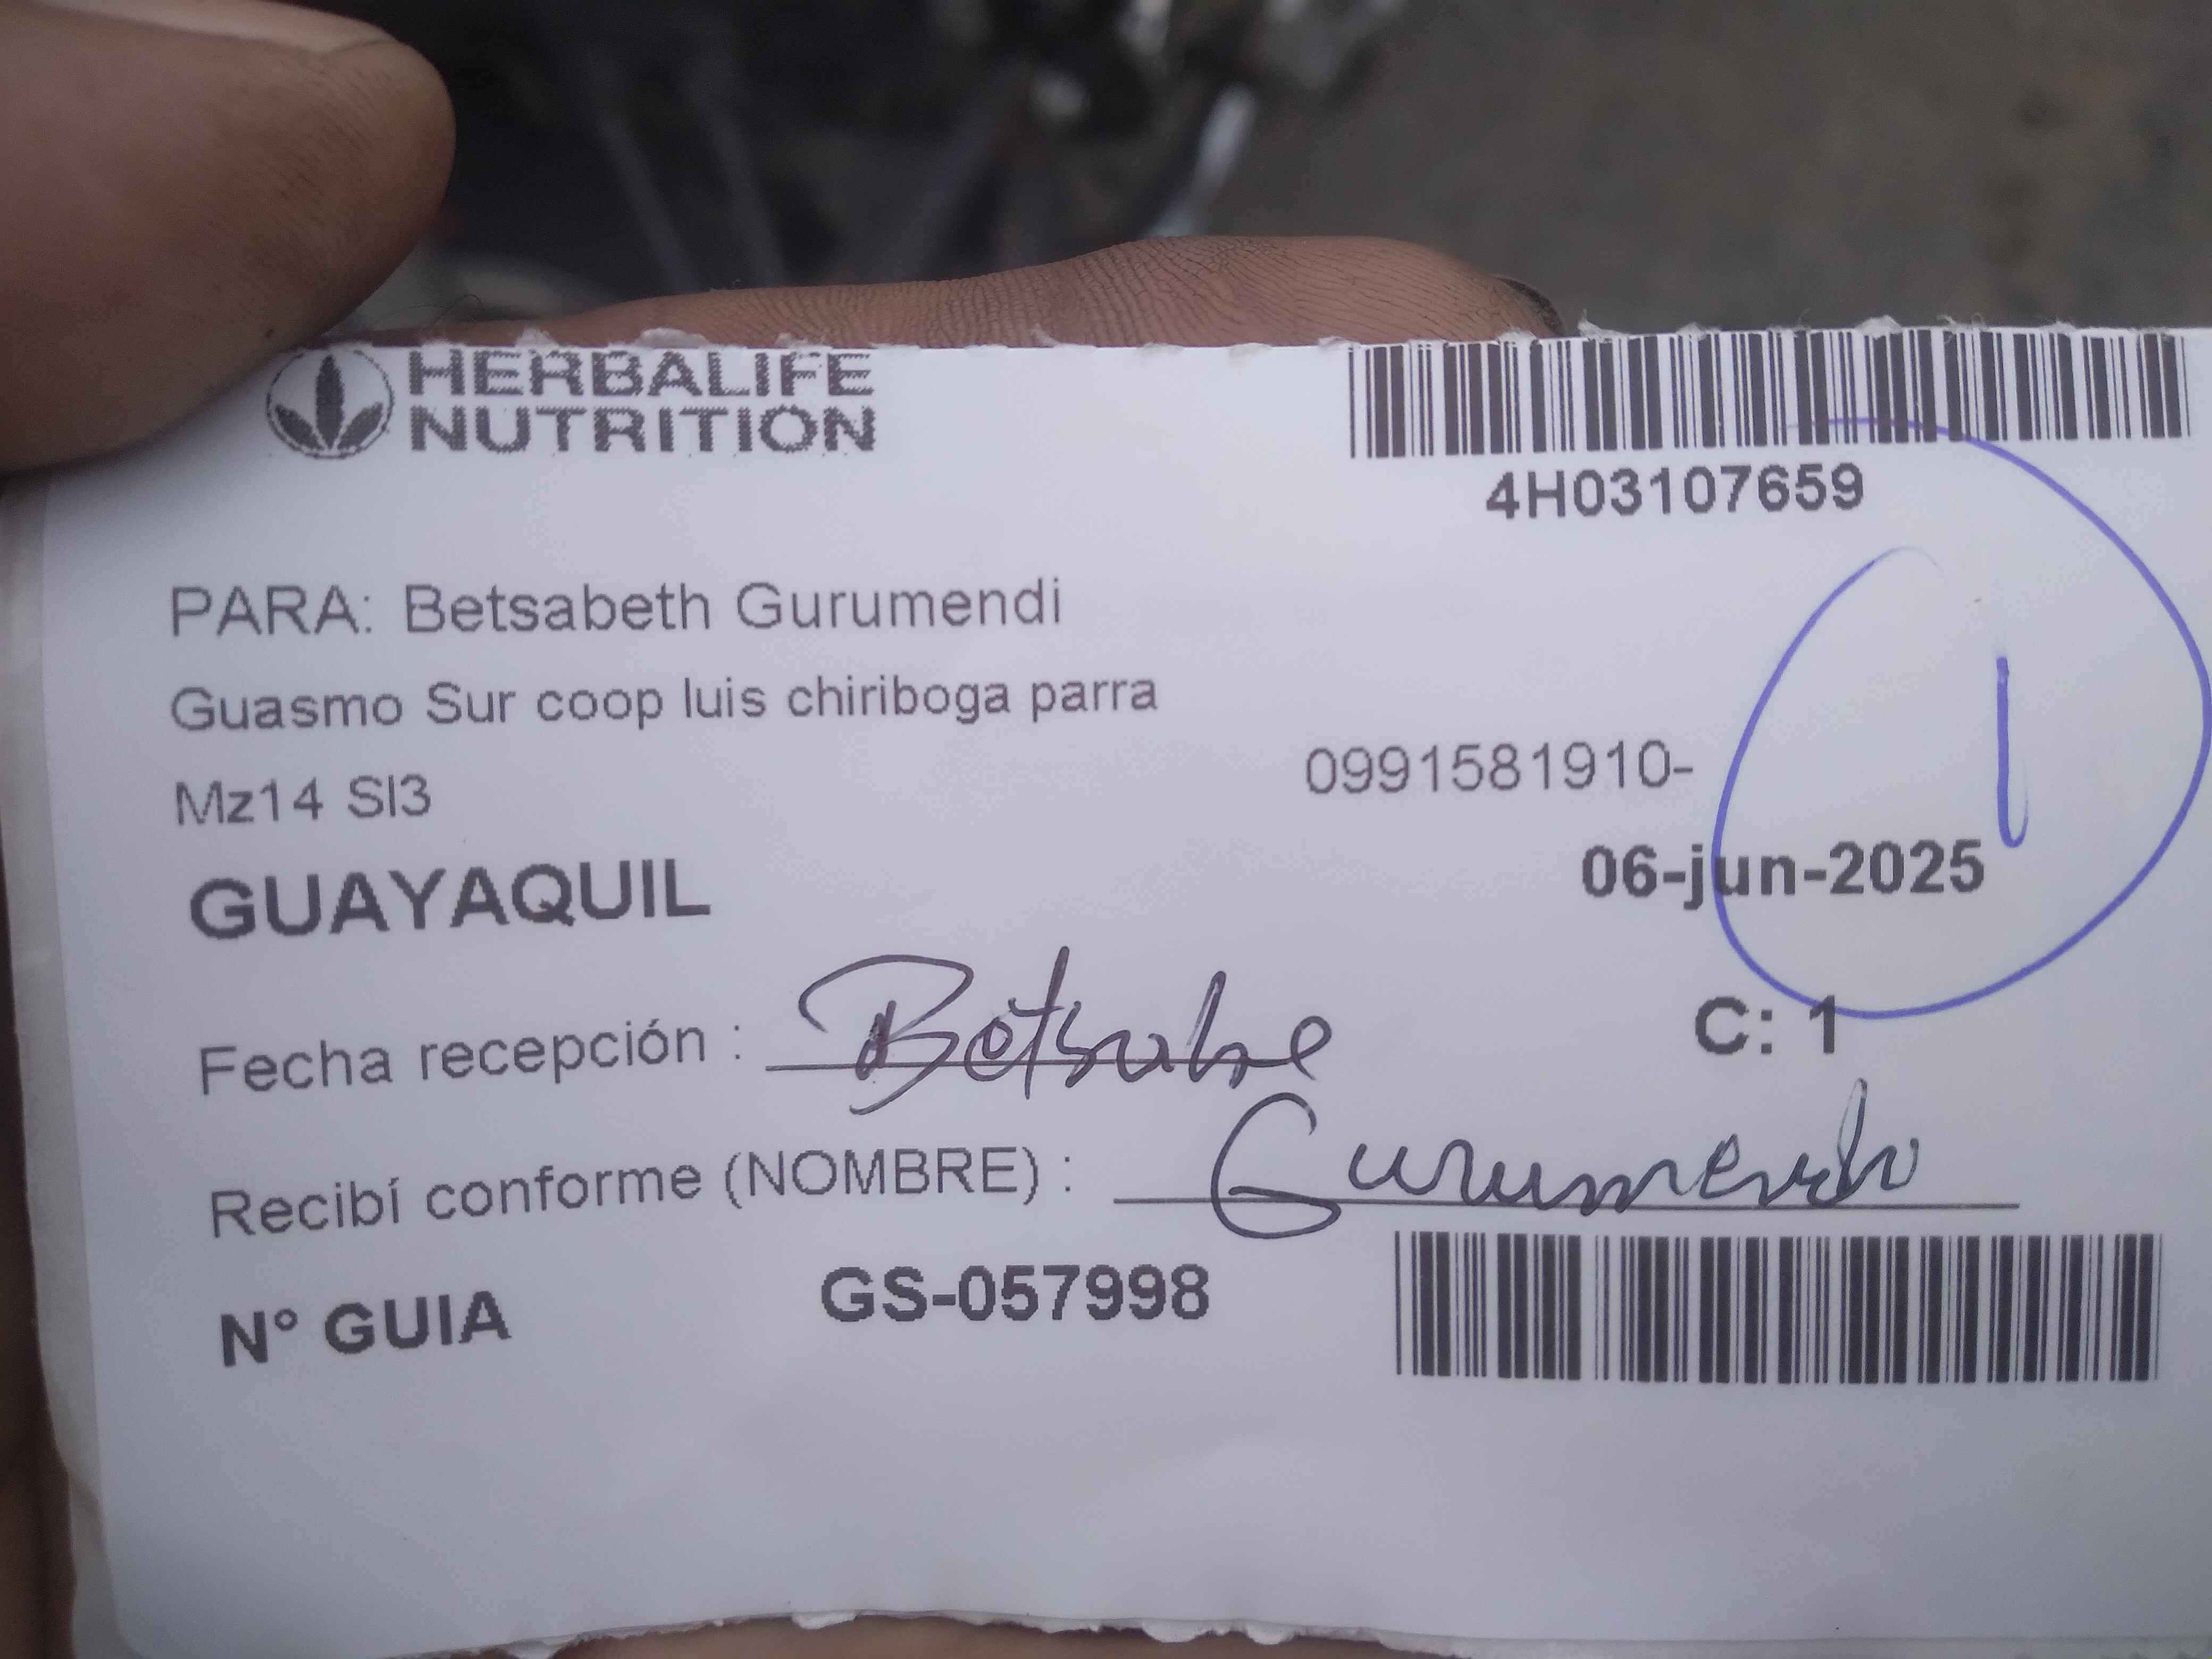 HERBALIFE
NUTRITION
4H03107659
PARA: Betsabeth Gurumendi
Guasmo Sur coop luis chiriboga parra
Mz14 Sl3
0991581910-
1
GUAYAQUIL
06-jun-2025
C: 1
Fecha recepción : Betsabe
Recibí conforme (NOMBRE) : Gurumendi
N° GUIA GS-057998